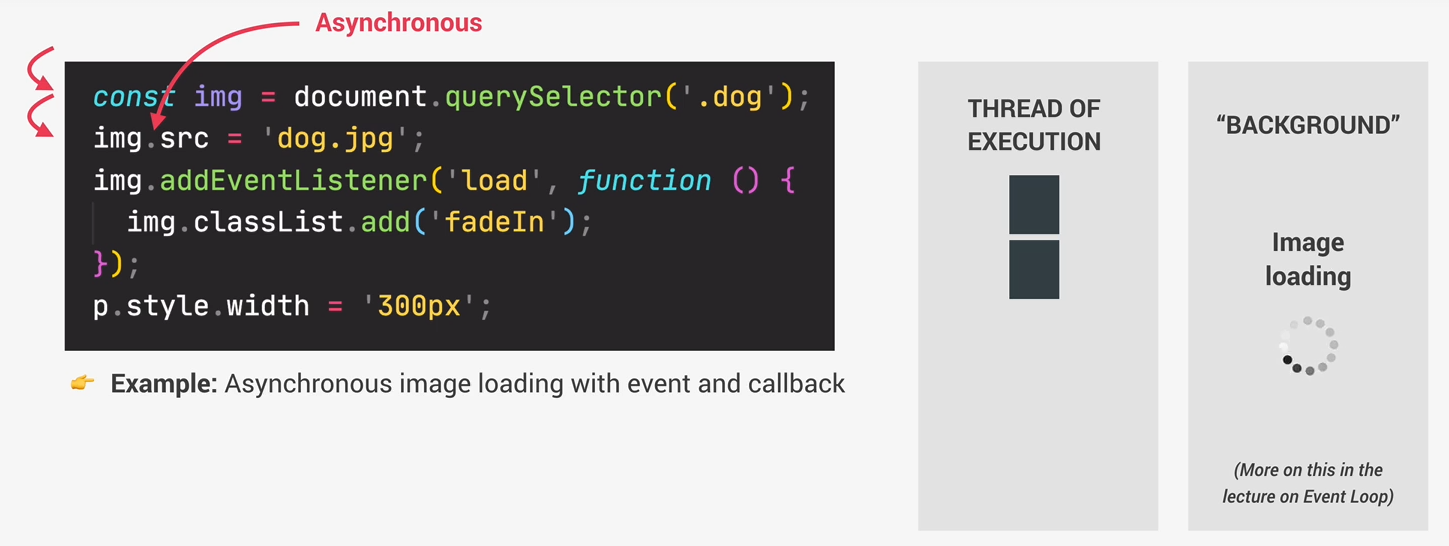 Asynchronous
const img = document.querySelector('.dog');
img.src = 'dog.jpg';
img.addEventListener('load', function () {
  img.classList.add('fadeIn');
});
p.style.width = '300px';
👉 Example: Asynchronous image loading with event and callback
THREAD OF
EXECUTION
“BACKGROUND”
Image
loading
(More on this in the
lecture on Event Loop)